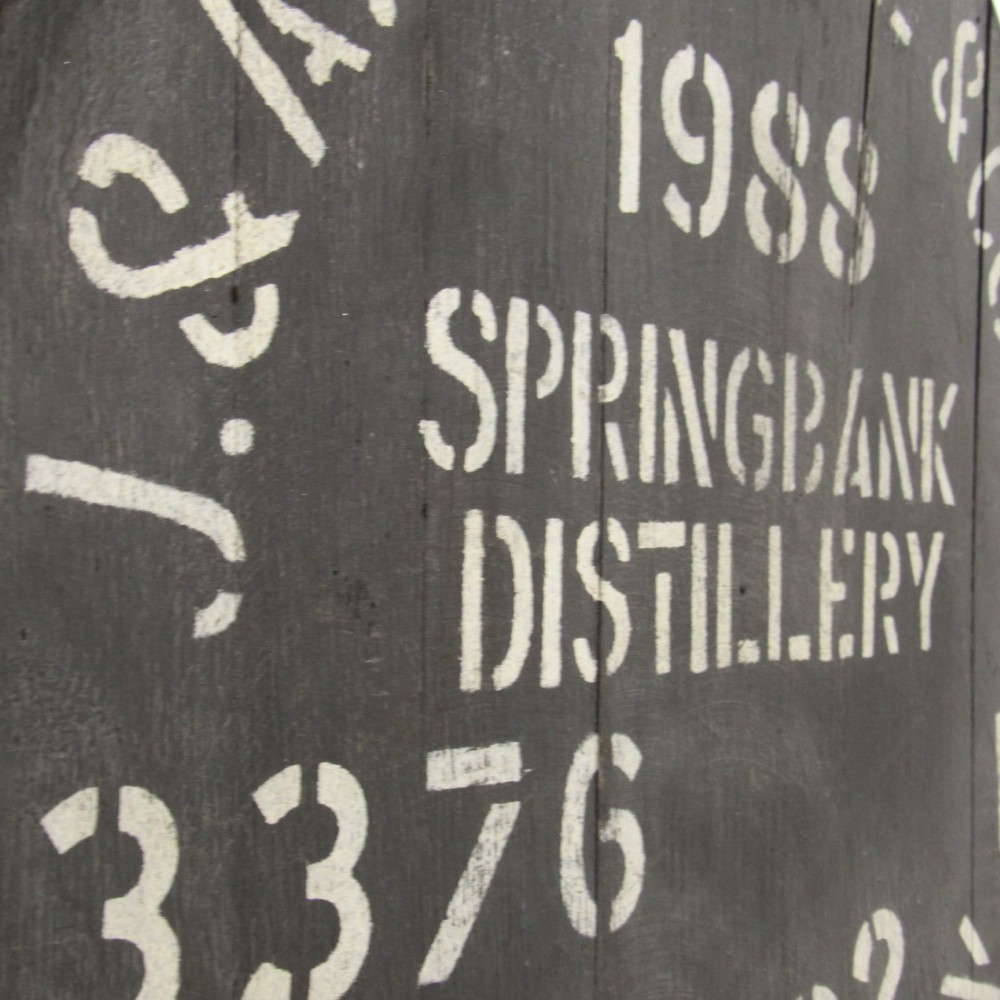 1988
SPRINGBANK
DISTILLERY
3376
J. & A.